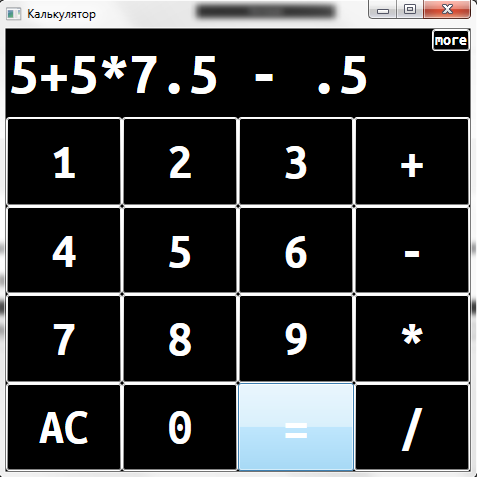 Калькулятор
more
5+5*7.5 - .5
1 2 3 +
4 5 6 -
7 8 9 *
AC 0 = /